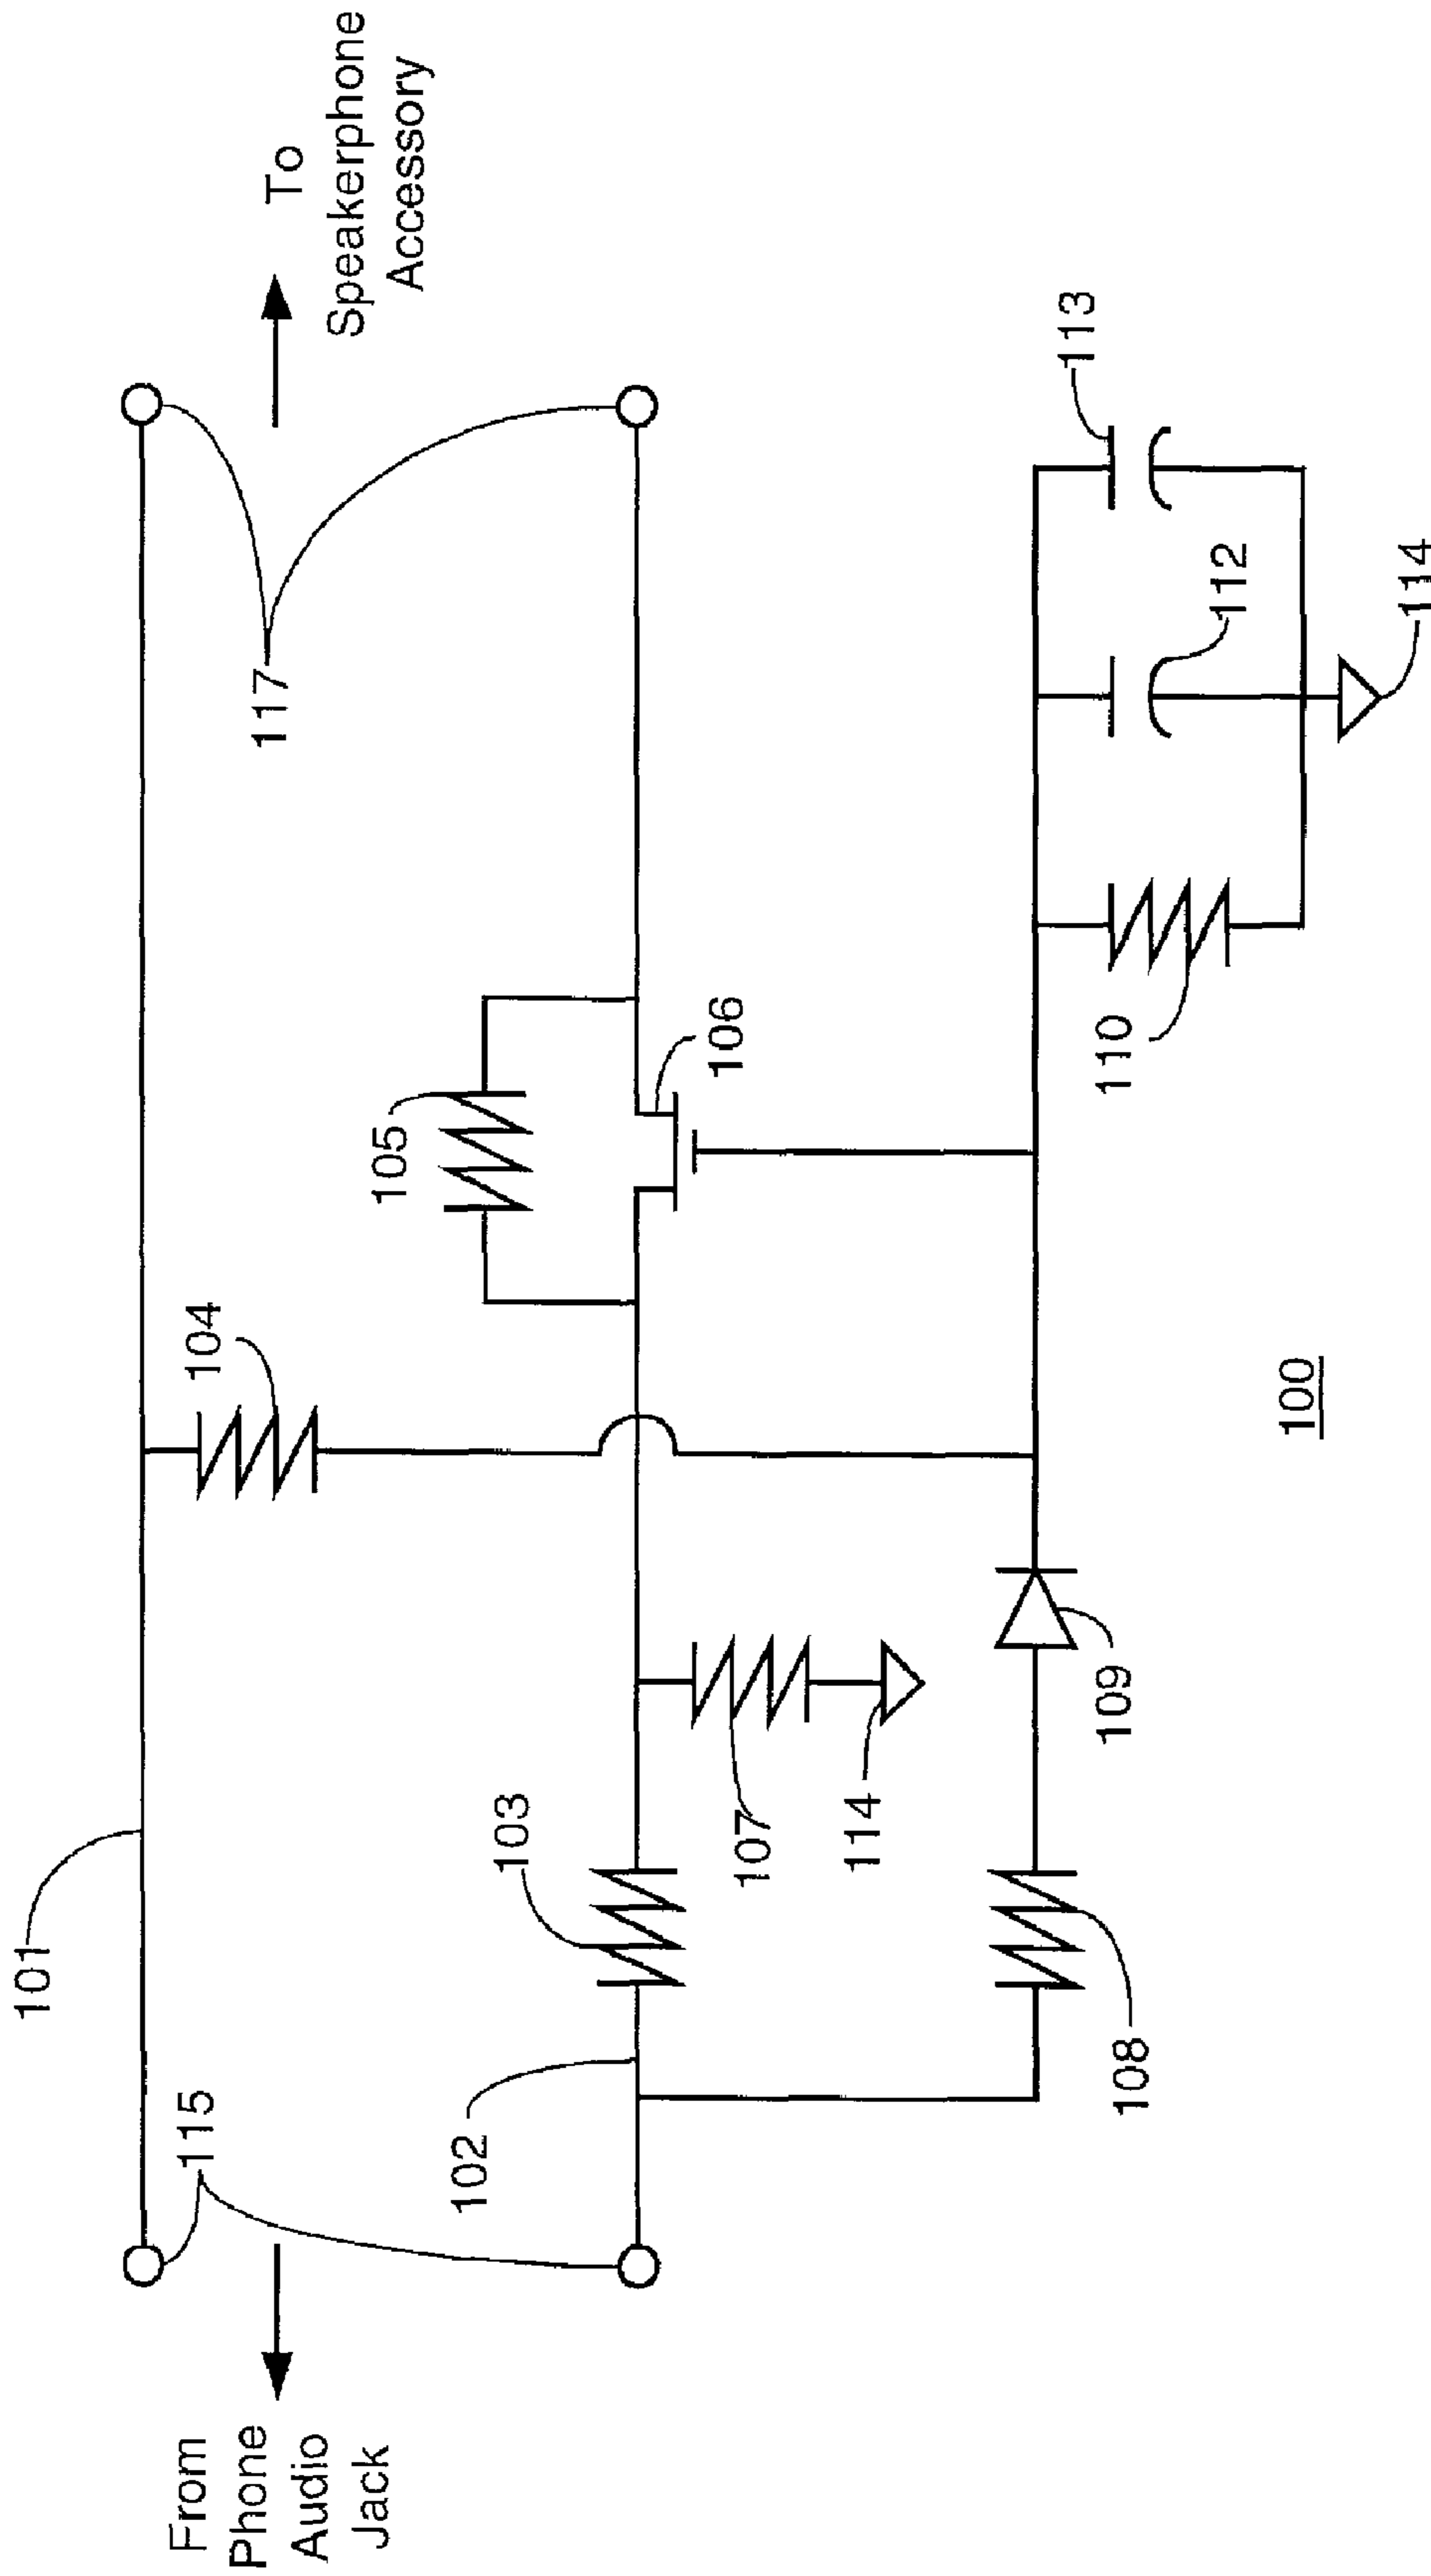 From
Phone
Audio
Jack
To
Speakerphone
Accessory
115
101
117
104
102
103
105
106
107
114
108
109
110
112
113
114
100